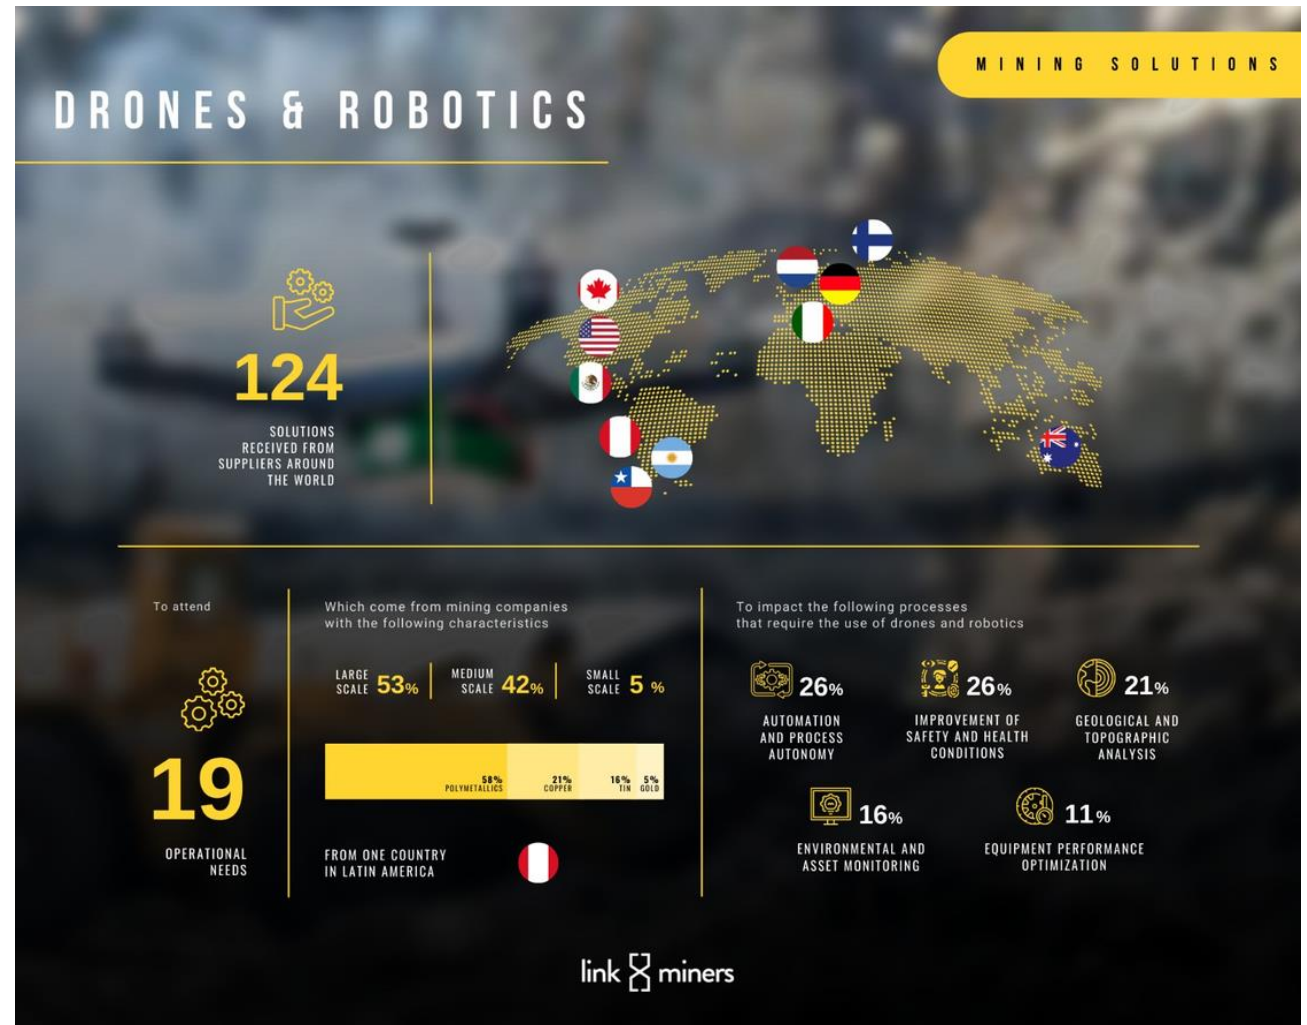 MINING SOLUTIONS
DRONES & ROBOTICS
124
SOLUTIONS
RECEIVED FROM
SUPPLIERS AROUND
THE WORLD
To attend
19
OPERATIONAL
NEEDS
Which come from mining companies
with the following characteristics
LARGE
SCALE 53%
MEDIUM
SCALE 42%
SMALL
SCALE 5 %
58%
POLYMETALLICS
21%
COPPER
16%
TIN
5%
GOLD
FROM ONE COUNTRY
IN LATIN AMERICA
To impact the following processes
that require the use of drones and robotics
26%
AUTOMATION
AND PROCESS
AUTONOMY
26%
IMPROVEMENT OF
SAFETY AND HEALTH
CONDITIONS
21%
GEOLOGICAL AND
TOPOGRAPHIC
ANALYSIS
16%
ENVIRONMENTAL AND
ASSET MONITORING
11%
EQUIPMENT PERFORMANCE
OPTIMIZATION
link miners